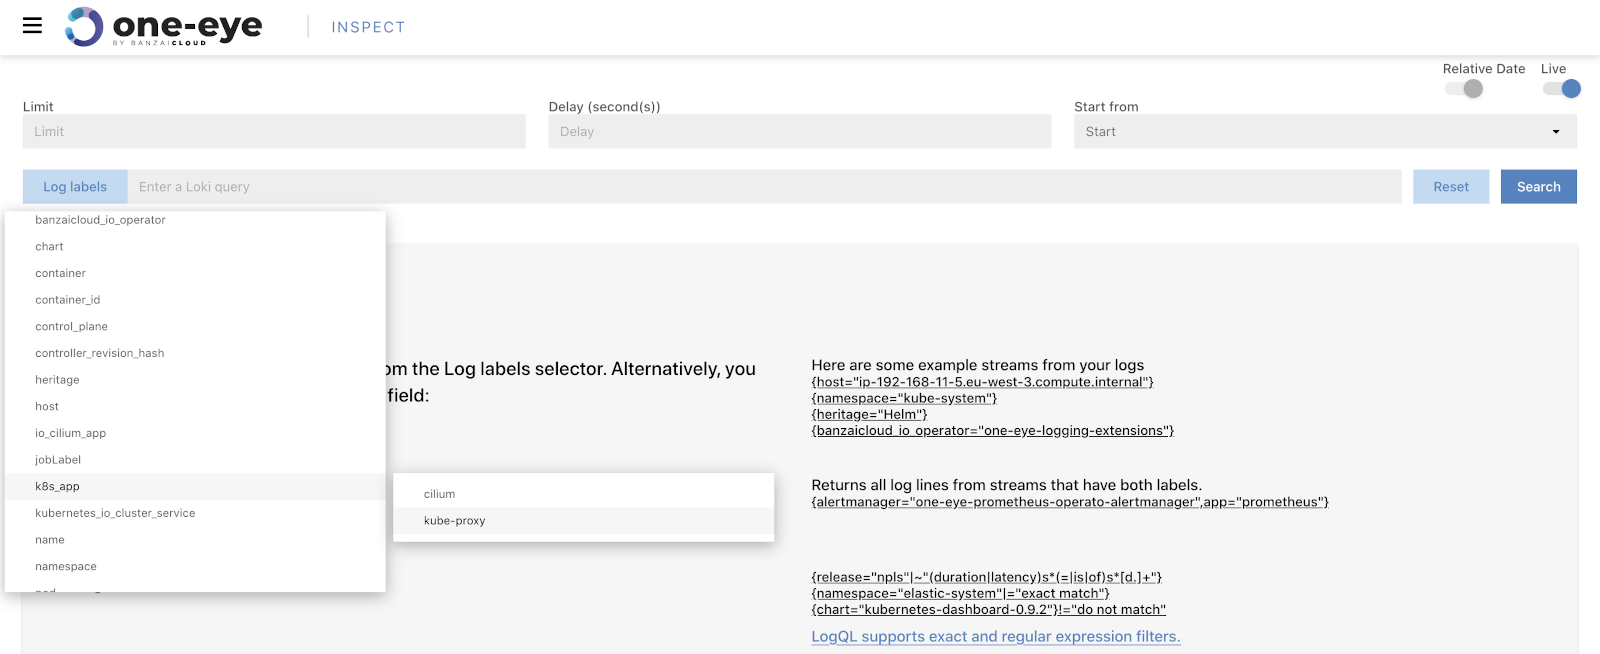 one-eye
BY BANZAICLOUD
INSPECT
Relative Date
Live
Limit
Delay (second(s))
Start from
Limit
Delay
Start
Log labels
Enter a Loki query
Reset
Search
banzaicloud_io_operator
chart
container
container_id
control_plane
controller_revision_hash
heritage
host
io_cilium_app
jobLabel
k8s_app
kubernetes_io_cluster_service
name
namespace
cilium
kube-proxy
om the Log labels selector. Alternatively, you
field:
Here are some example streams from your logs
{host="ip-192-168-11-5.eu-west-3.compute.internal"}
{namespace="kube-system"}
{heritage="Helm"}
{banzaicloud_io_operator="one-eye-logging-extensions"}
Returns all log lines from streams that have both labels.
{alertmanager="one-eye-prometheus-operato-alertmanager",app="prometheus"}
{release="npls"|~"(duration|latency)s*(=|is|of)s*[d.]+"}
{namespace="elastic-system"|="exact match"}
{chart="kubernetes-dashboard-0.9.2"}!="do not match"
LogQL supports exact and regular expression filters.